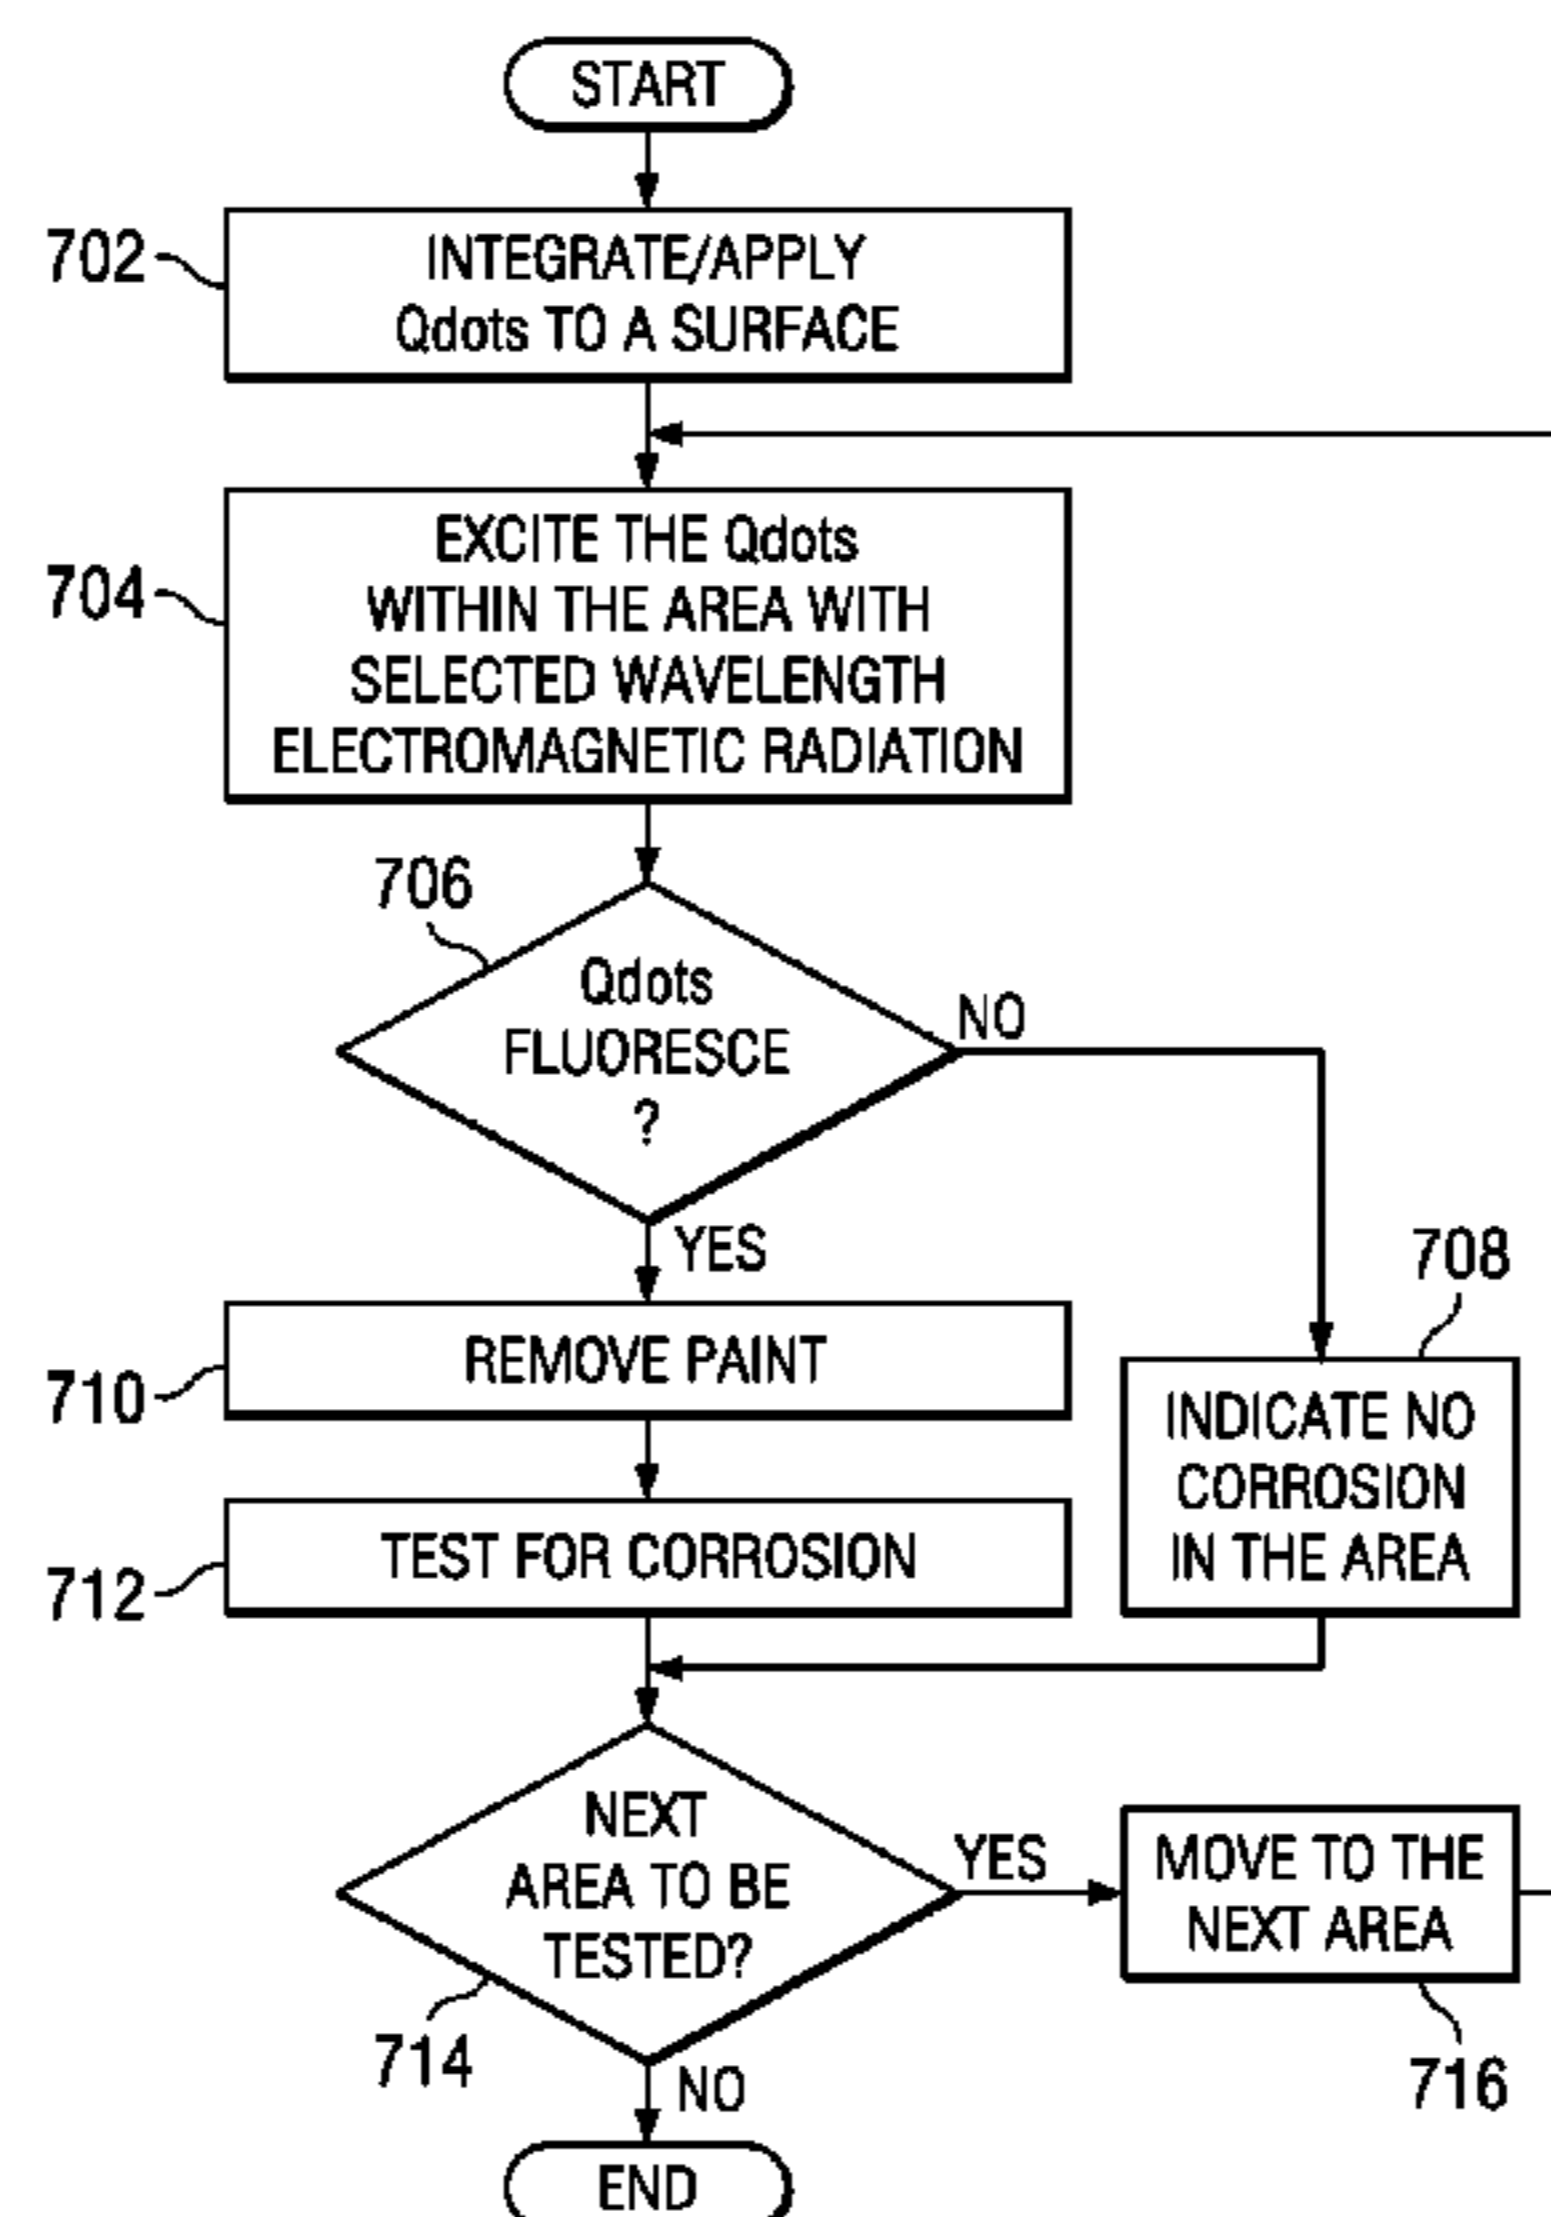 START
702
INTEGRATE/APPLY
Qdots TO A SURFACE
704
EXCITE THE Qdots
WITHIN THE AREA WITH
SELECTED WAVELENGTH
ELECTROMAGNETIC RADIATION
706
Qdots
FLUORESCE
?
NO
YES
708
INDICATE NO
CORROSION
IN THE AREA
710
REMOVE PAINT
712
TEST FOR CORROSION
NEXT
AREA TO BE
TESTED?
714
YES
MOVE TO THE
NEXT AREA
716
NO
END